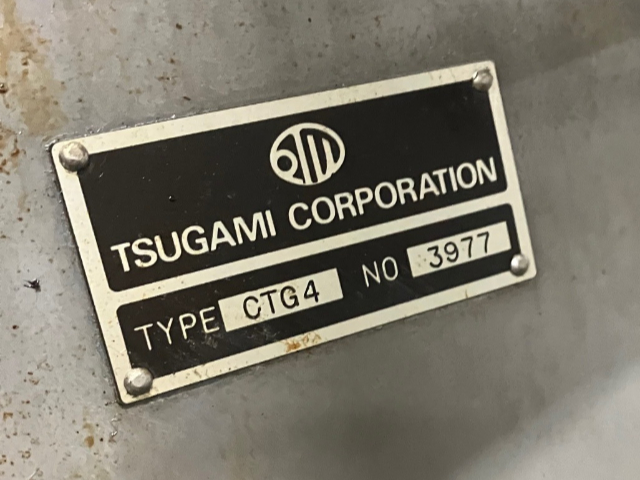 TSUGAMI CORPORATION
TYPE CTG4 NO 3977